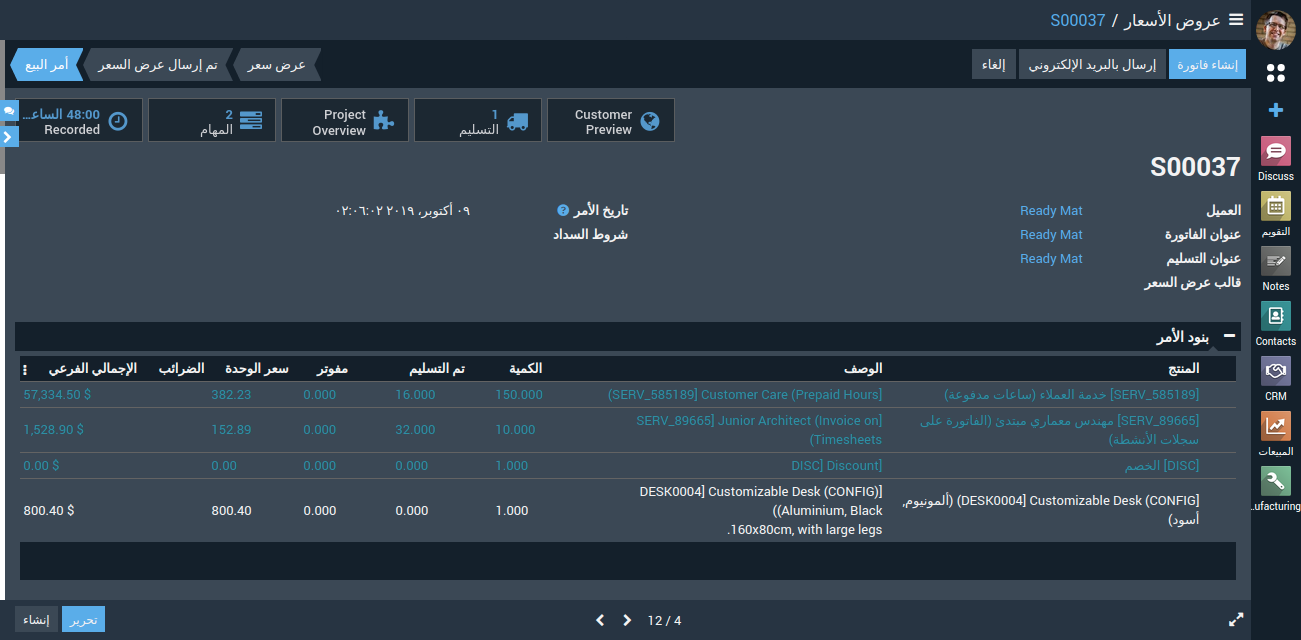 عروض الأسعار / S00037
إنشاء فاتورة
إرسال بالبريد الإلكتروني
إلغاء
عرض سعر
تم إرسال عرض السعر
أمر البيع
Customer Preview
1 التسليم
Project Overview
2 المهام
48:00 الساعـ...
Recorded
S00037
العميل Ready Mat
تاريخ الأمر ? ٠٩ أكتوبر، ٢٠١٩ ٠٢:٠٦:٠٢
عنوان الفاتورة Ready Mat
شروط السداد
عنوان التسليم Ready Mat
قالب عرض السعر
بنود الأمر
المنتج الوصف الكمية تم التسليم مفوتر سعر الوحدة الضرائب الإجمالي الفرعي
[SERV_585189] خدمة العملاء (ساعات مدفوعة) [SERV_585189] Customer Care (Prepaid Hours) 150.000 16.000 0.000 382.23 57,334.50 $
[SERV_89665] مهندس معماري مبتدئ (الفاتورة على
سجلات الأنشطة)
[SERV_89665] Junior Architect (Invoice on
Timesheets)
10.000 32.000 0.000 152.89 1,528.90 $
[DISC] الخصم [DISC] Discount 1.000 0.000 0.000 0.00 0.00 $
[DESK0004] Customizable Desk (CONFIG) (ألمونيوم,
أسود)
[DESK0004] Customizable Desk (CONFIG)
(Aluminium, Black)
160x80cm, with large legs.
1.000 0.000 0.000 800.40 800.40 $
12 / 4
تحرير
إنشاء
Discuss
التقويم
Notes
Contacts
CRM
المبيعات
..ufacturing